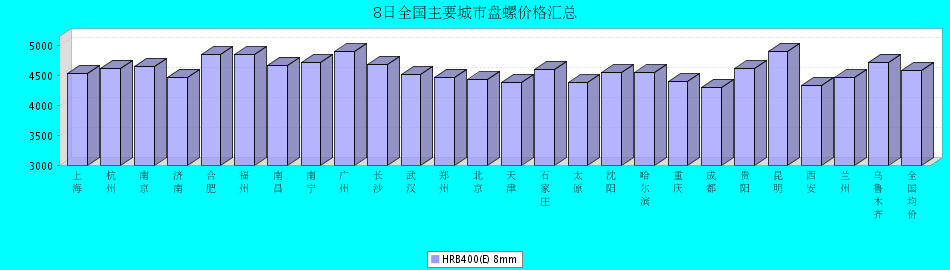 8日全国主要城市盘螺价格汇总
5000
4500
4000
3500
3000
上海
杭州
南京
济南
合肥
福州
南昌
南宁
广州
长沙
武汉
郑州
北京
天津
石家庄
太原
沈阳
哈尔滨
重庆
成都
贵阳
昆明
西安
兰州
乌鲁木齐
全国均价
HRB400(E) 8mm